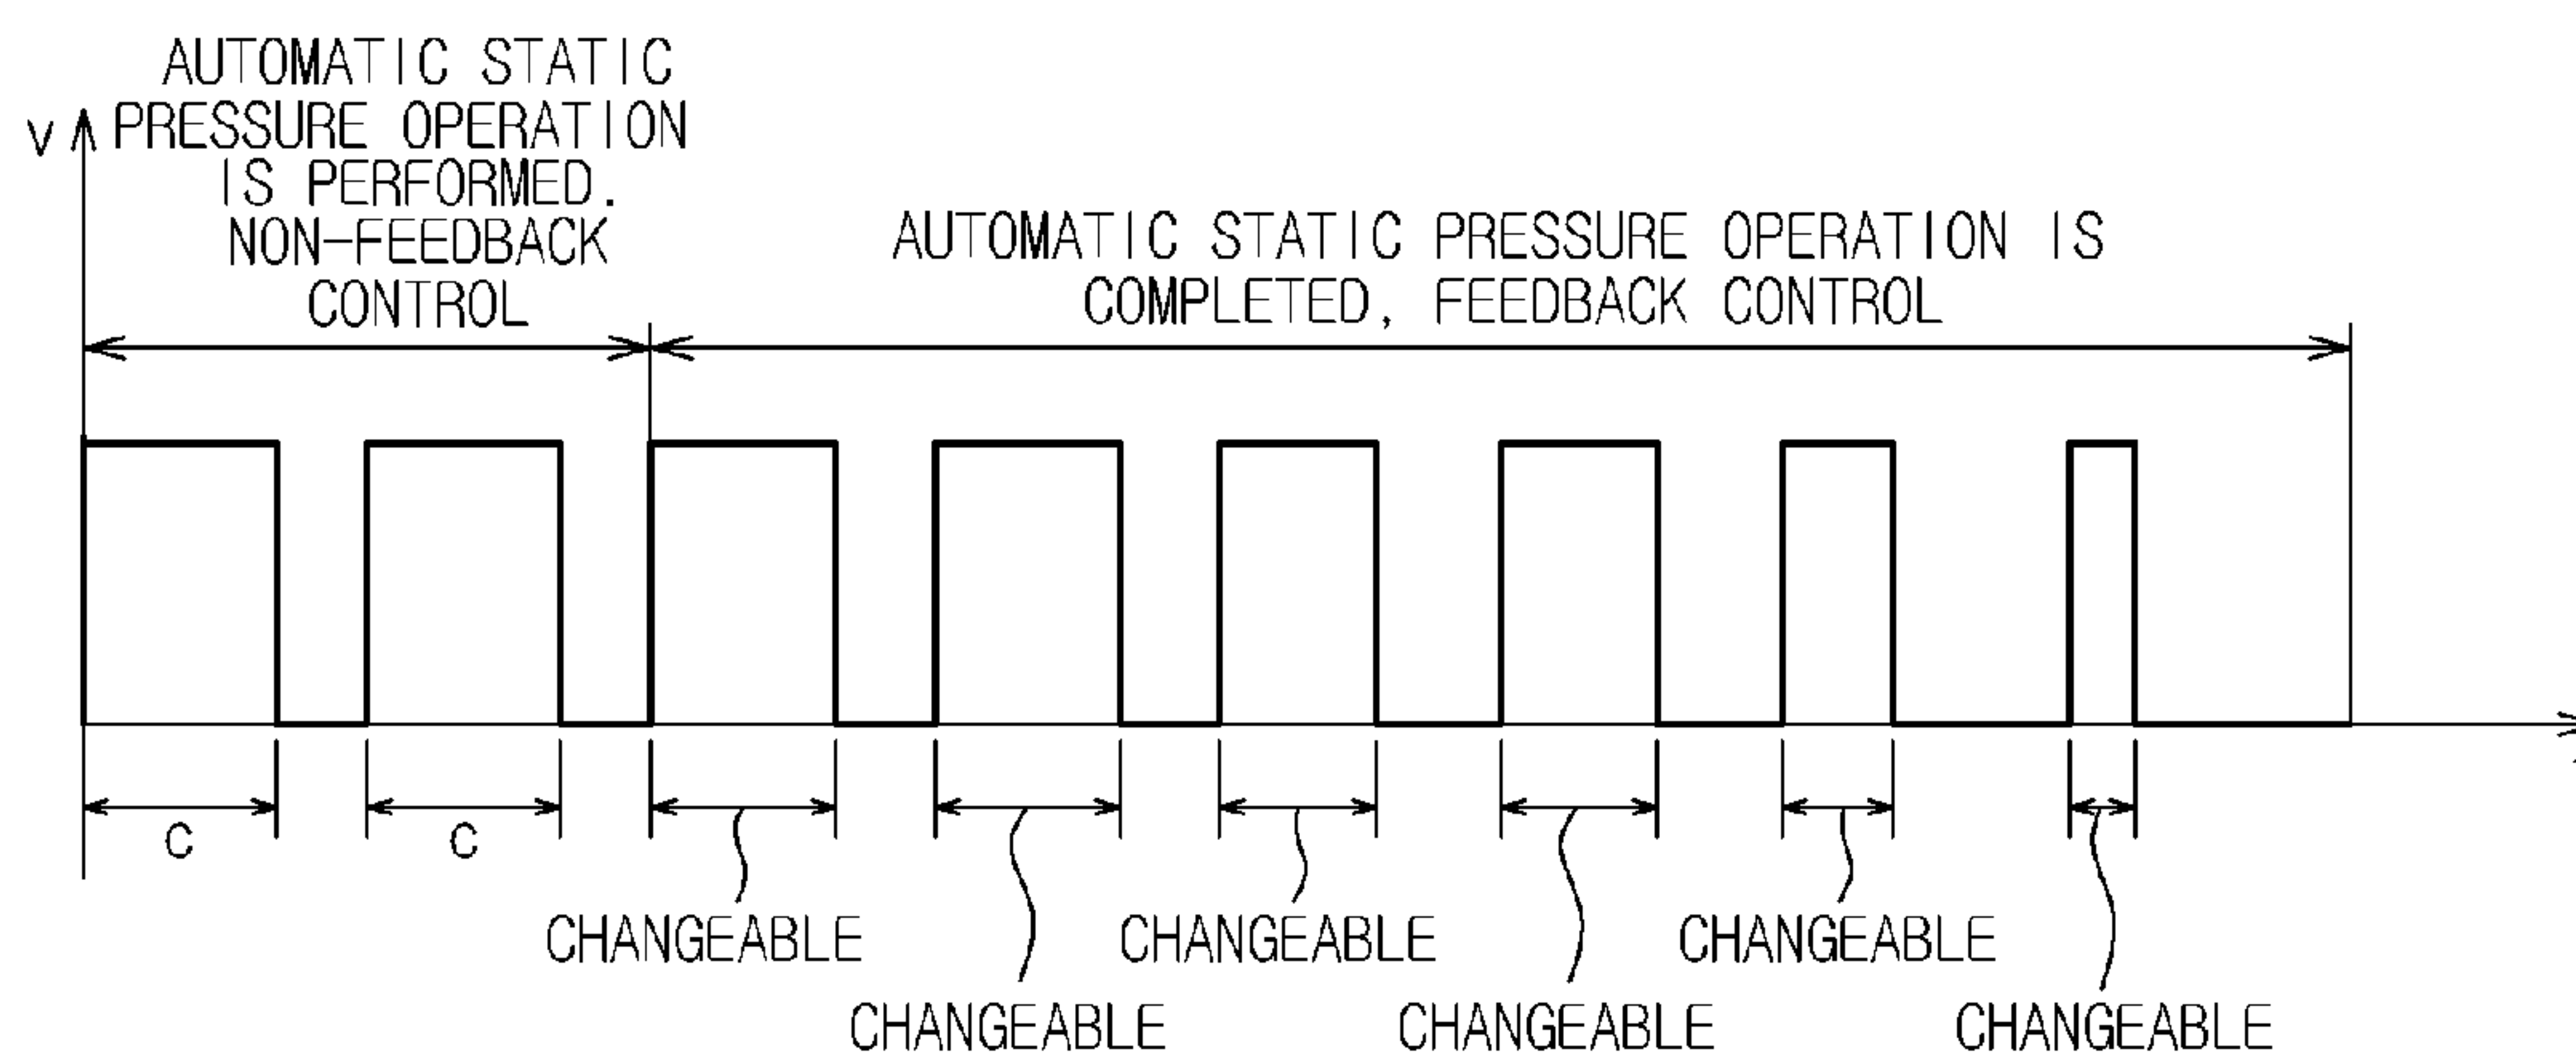 AUTOMATIC STATIC
V PRESSURE OPERATION
IS PERFORMED.
NON-FEEDBACK
CONTROL
AUTOMATIC STATIC PRESSURE OPERATION IS
COMPLETED, FEEDBACK CONTROL
C
C
CHANGEABLE
CHANGEABLE
CHANGEABLE
CHANGEABLE
CHANGEABLE
CHANGEABLE